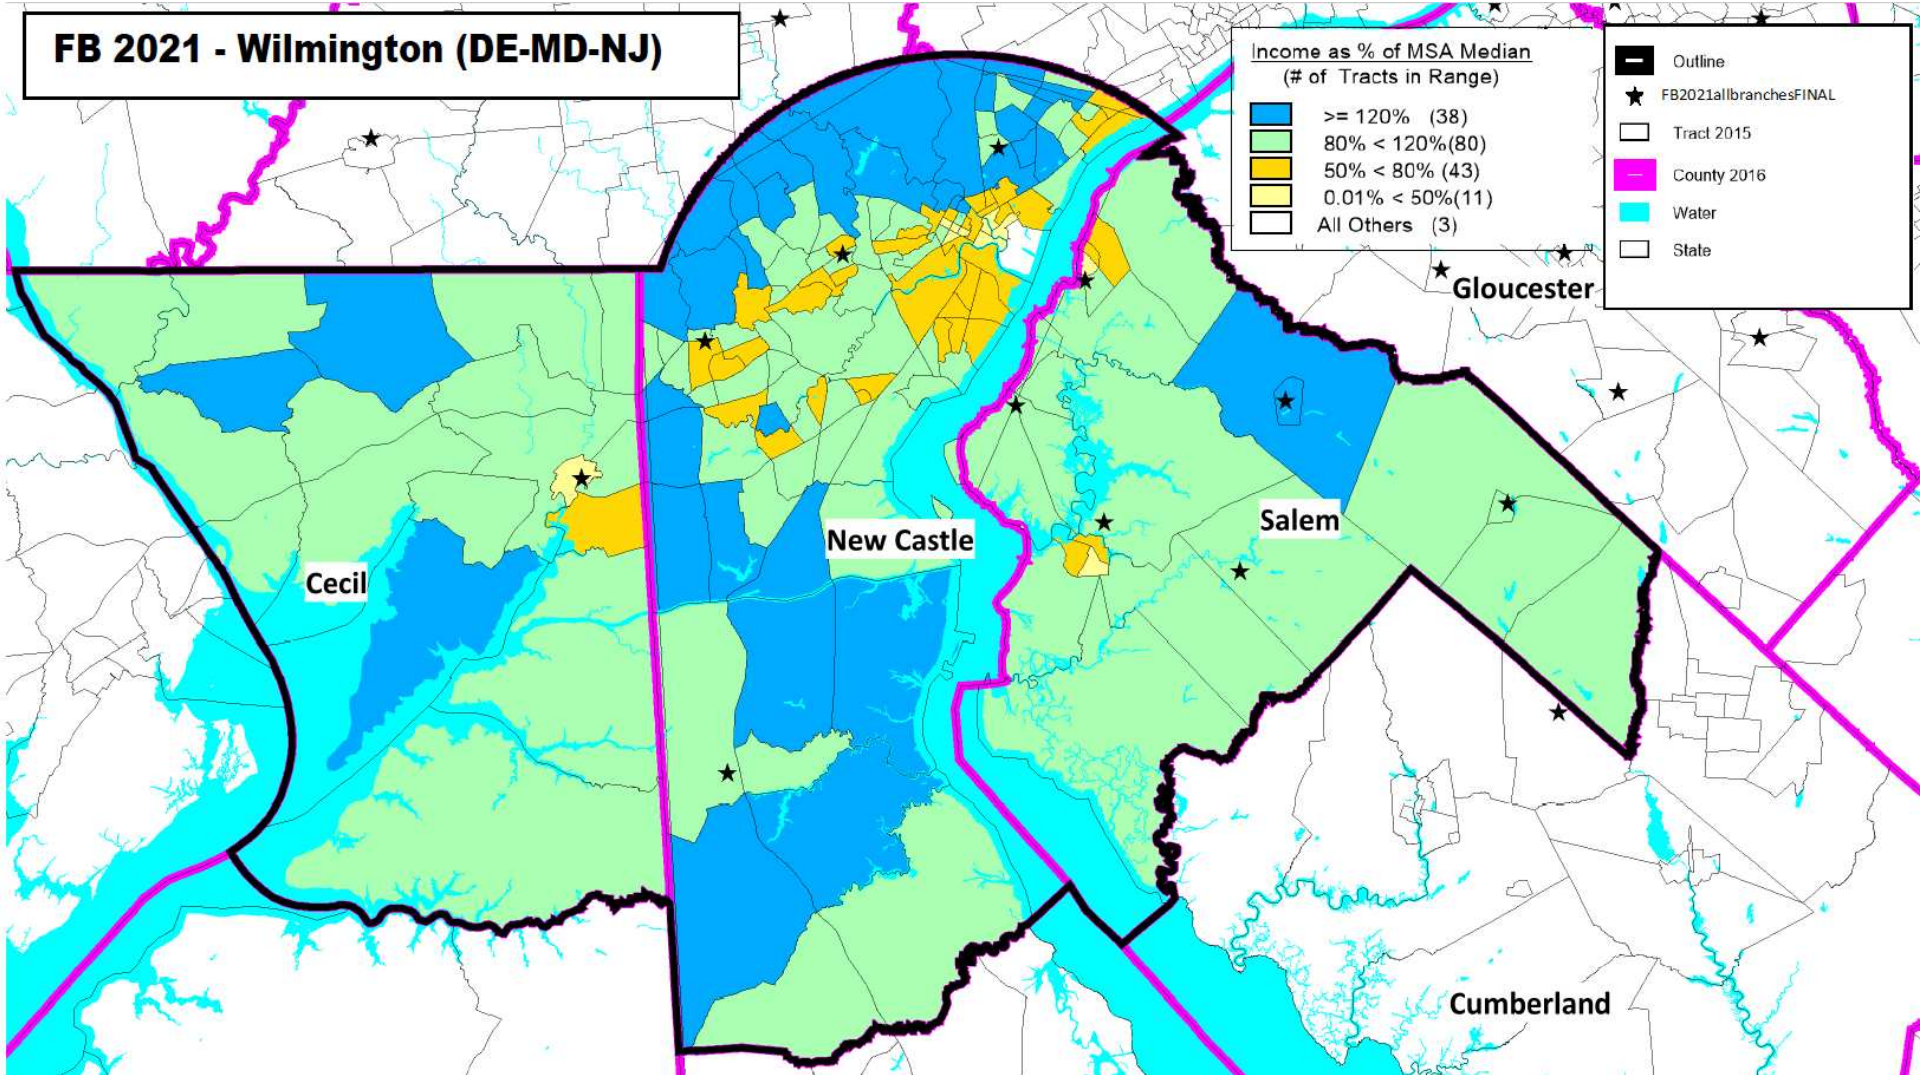 FB 2021 - Wilmington (DE-MD-NJ)
Income as % of MSA Median
(# of Tracts in Range)
>= 120% (38)
80% < 120%(80)
50% < 80% (43)
0.01% < 50%(11)
All Others (3)
Outline
FB2021allbranchesFINAL
Tract 2015
County 2016
Water
State
Gloucester
Salem
New Castle
Cecil
Cumberland